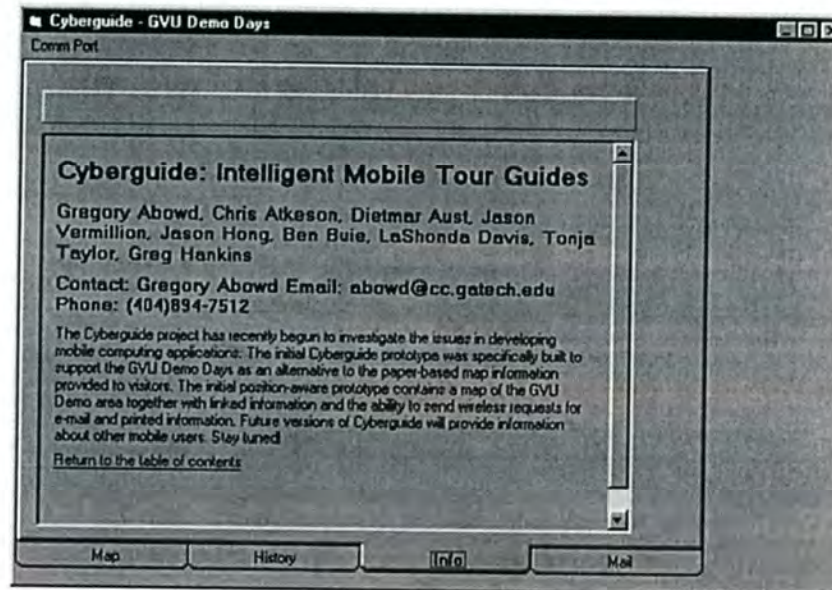 Cyberguide - GVU Demo Days
Comm Port
Cyberguide: Intelligent Mobile Tour Guides
Gregory Abowd, Chris Atkeson, Dietmar Aust, Jason
Vermillion, Jason Hong, Ben Buie, LaShonda Davis, Tonja
Taylor, Greg Hankins
Contact: Gregory Abowd Email: abowd@cc.gatech.edu
Phone: (404)894-7512
The Cyberguide project has recently begun to investigate the issues in developing
mobile computing applications. The initial Cyberguide prototype was specifically built to
support the GVU Demo Days as an alternative to the paper-based map information
provided to visitors. The initial position-aware prototype contains a map of the GVU
Demo area together with linked information and the ability to send wireless requests for
e-mail and printed information. Future versions of Cyberguide will provide information
about other mobile users. Stay tuned!
Return to the table of contents
Map
History
Info
Mail